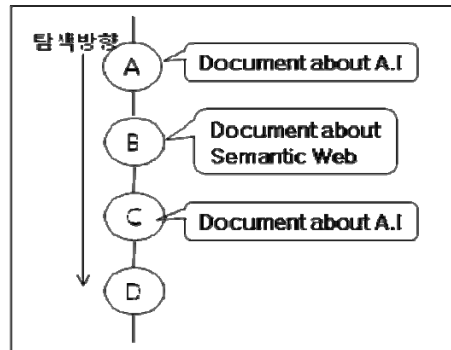 탐색방향
A
Document about A.I
B
Document about
Semantic Web
C
Document about A.I
D